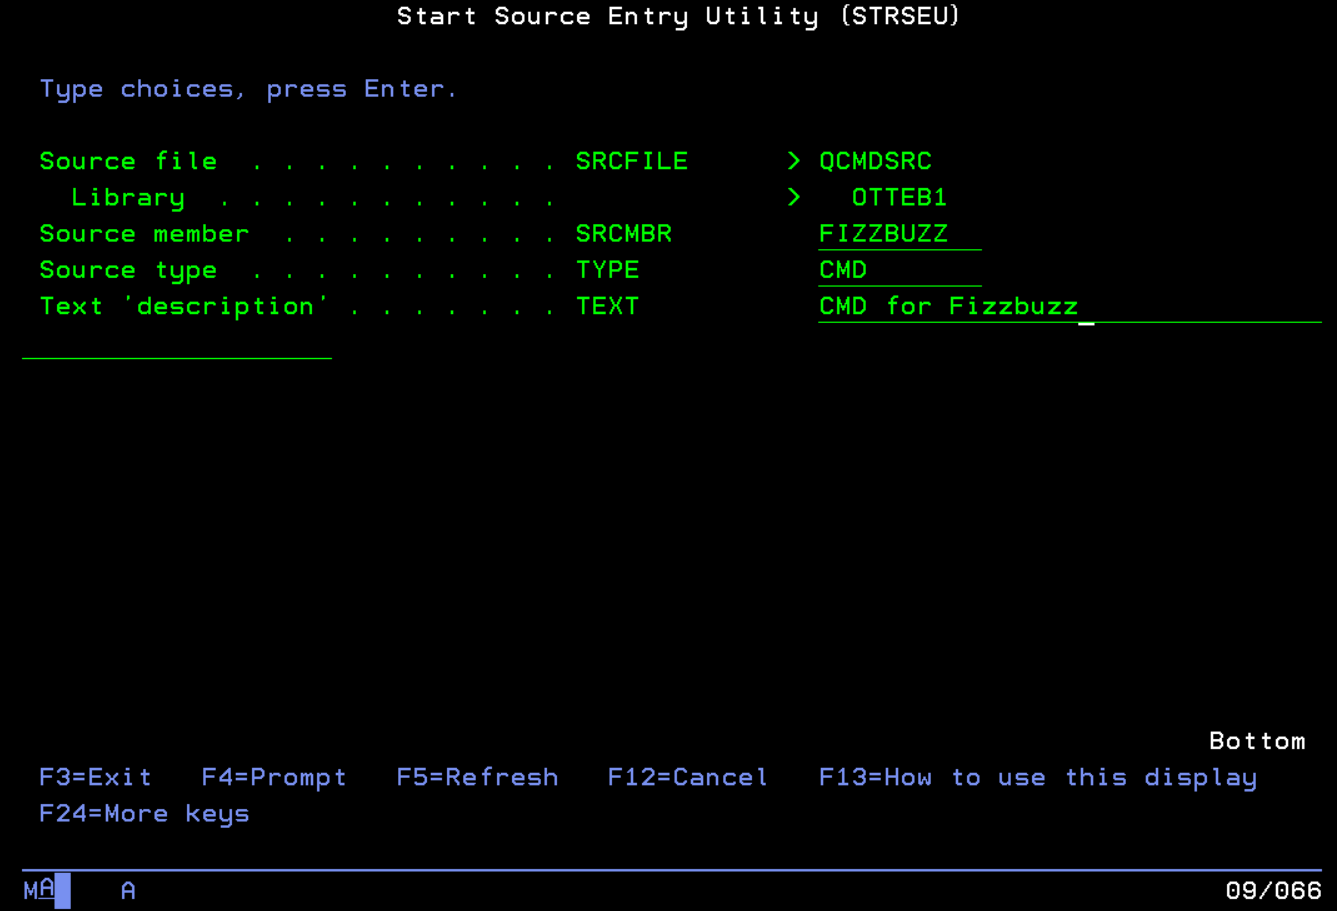 Start Source Entry Utility (STRSEU)
Type choices, press Enter.
Source file . . . . . . . . . . SRCFILE > QCMDSRC
Library . . . . . . . . . . . > OTTEB1
Source member . . . . . . . . . SRCMBR FIZZBUZZ
Source type . . . . . . . . . . TYPE CMD
Text 'description' . . . . . . . TEXT CMD for Fizzbuzz
Bottom
F3=Exit F4=Prompt F5=Refresh F12=Cancel F13=How to use this display
F24=More keys
MA A 09/066